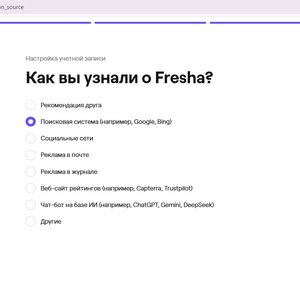 on_source
Настройка учетной записи
Как вы узнали о Fresha?
Рекомендация друга
Поисковая система (например, Google, Bing)
Социальные сети
Реклама в почте
Реклама в журнале
Веб-сайт рейтингов (например, Capterra, Trustpilot)
Чат-бот на базе ИИ (например, ChatGPT, Gemini, DeepSeek)
Другие